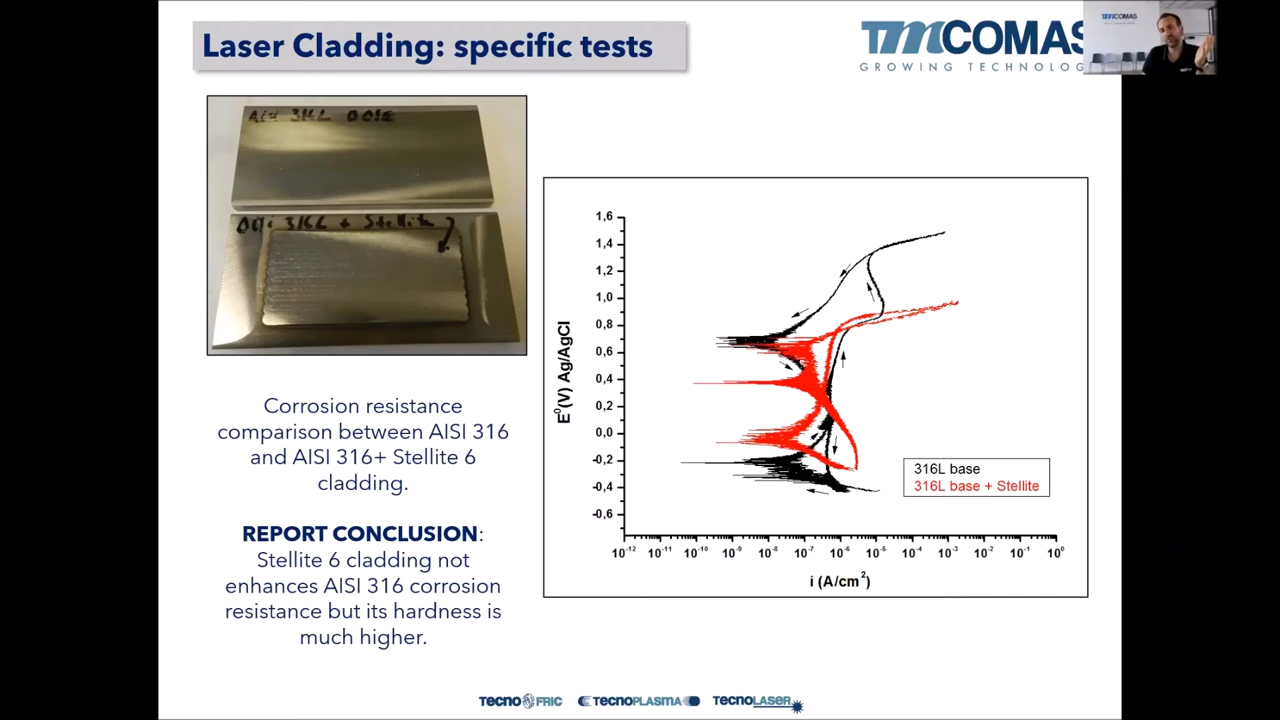 Laser Cladding: specific tests
TMCOMAS
GROWING TECHNOLOG
TMCOMAS
AISI 316L BASE
AISI 316L + Stellite
Corrosion resistance
comparison between AISI 316
and AISI 316+ Stellite 6
cladding.
REPORT CONCLUSION:
Stellite 6 cladding not
enhances AISI 316 corrosion
resistance but its hardness is
much higher.
E⁰(V) Ag/AgCl
1,6
1,4
1,2
1,0
0,8
0,6
0,4
0,2
0,0
-0,2
-0,4
-0,6
316L base
316L base + Stellite
10⁻¹² 10⁻¹¹ 10⁻¹⁰ 10⁻⁹ 10⁻⁸ 10⁻⁷ 10⁻⁶ 10⁻⁵ 10⁻⁴ 10⁻³ 10⁻² 10⁻¹ 10⁰
i (A/cm²)
TECNOFRIC TECNOPLASMA TECNOLASER